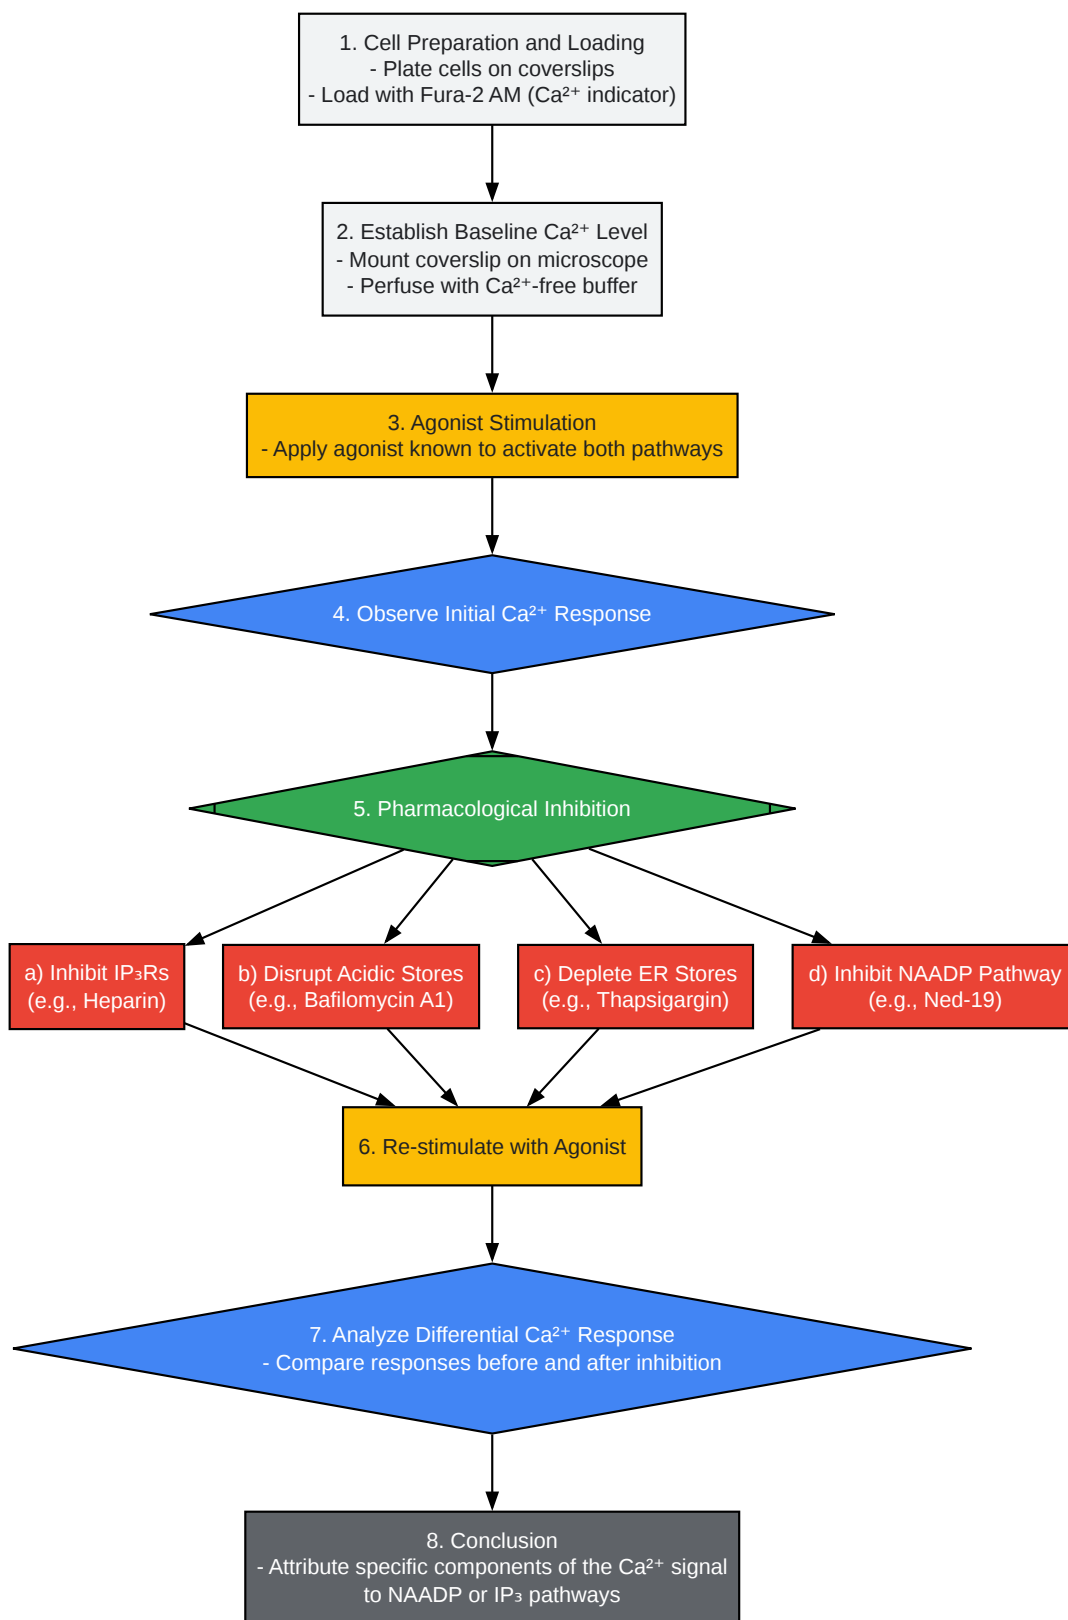 1. Cell Preparation and Loading
- Plate cells on coverslips
- Load with Fura-2 AM (Ca²⁺ indicator)
2. Establish Baseline Ca²⁺ Level
- Mount coverslip on microscope
- Perfuse with Ca²⁺-free buffer
3. Agonist Stimulation
- Apply agonist known to activate both pathways
4. Observe Initial Ca²⁺ Response
5. Pharmacological Inhibition
a) Inhibit IP₃Rs
(e.g., Heparin)
b) Disrupt Acidic Stores
(e.g., Bafilomycin A1)
c) Deplete ER Stores
(e.g., Thapsigargin)
d) Inhibit NAADP Pathway
(e.g., Ned-19)
6. Re-stimulate with Agonist
7. Analyze Differential Ca²⁺ Response
- Compare responses before and after inhibition
8. Conclusion
- Attribute specific components of the Ca²⁺ signal
to NAADP or IP₃ pathways